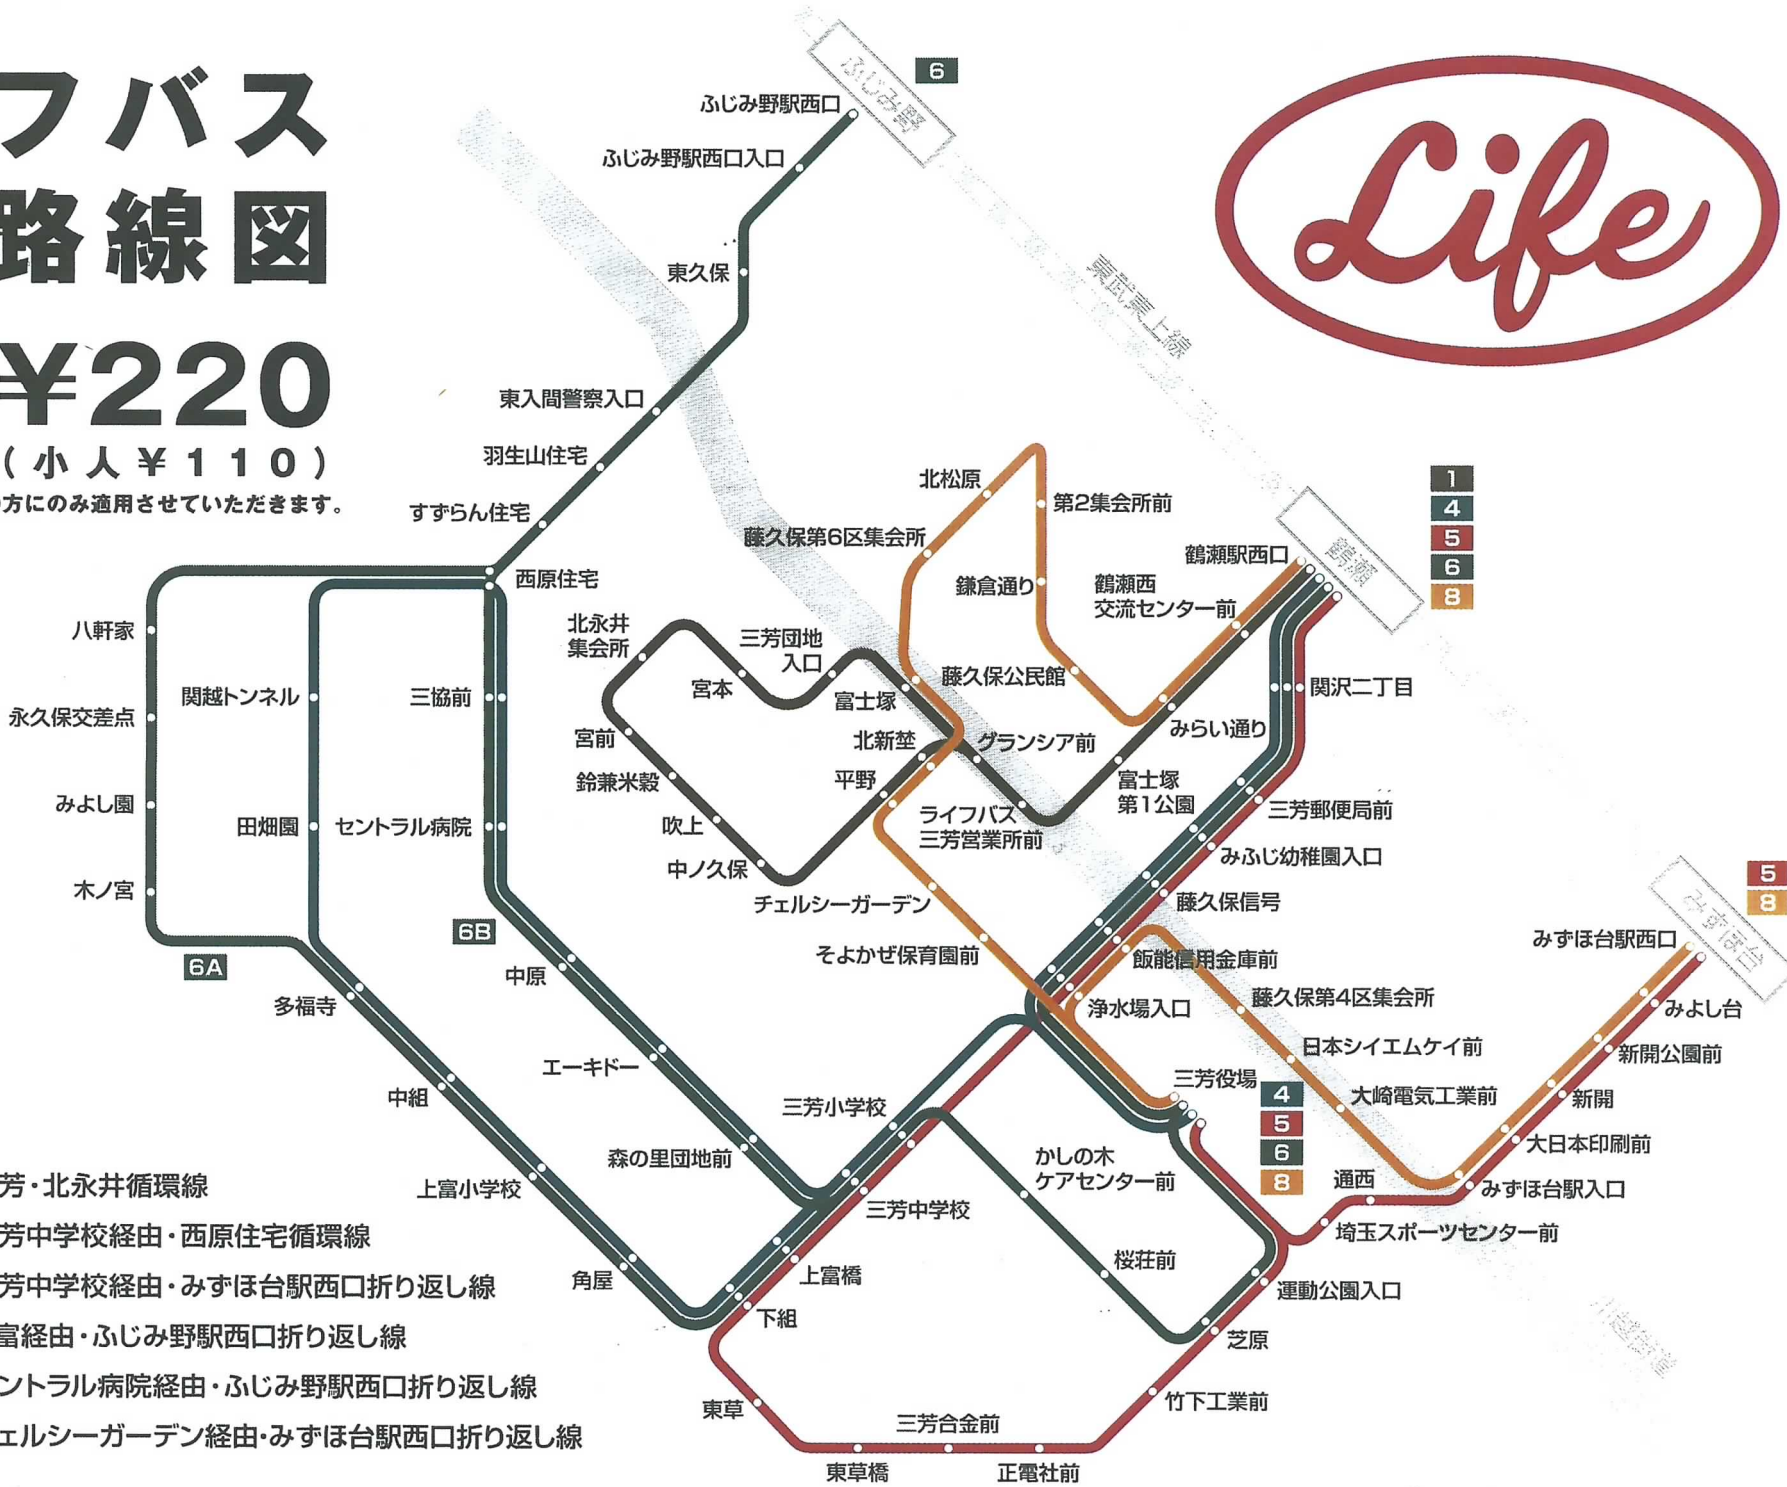 フバス
路線図
¥220
(小人¥110)
方にのみ適用させていただきます。
6
ふじみ野
ふじみ野駅西口
ふじみ野駅西口入口
東久保
東入間警察入口
羽生山住宅
すずらん住宅
西原住宅
東武東上線
Life
北松原
第2集会所前
藤久保第6区集会所
鎌倉通り
鶴瀬西
交流センター前
鶴瀬駅西口
鶴瀬
1
4
5
6
8
八軒家
永久保交差点
みよし園
木ノ宮
6A
関越トンネル
三協前
田畑園
セントラル病院
6B
北永井
集会所
宮本
三芳団地
入口
富士塚
藤久保公民館
宮前
鈴兼米穀
吹上
中ノ久保
北新埜
平野
グランシア前
みらい通り
関沢二丁目
富士塚
第1公園
ライフバス
三芳営業所前
三芳郵便局前
みふじ幼稚園入口
藤久保信号
チェルシーガーデン
そよかぜ保育園前
飯能信用金庫前
浄水場入口
藤久保第4区集会所
日本シイエムケイ前
大崎電気工業前
みずほ台駅西口
みずほ台
5
8
みよし台
新開公園前
新開
大日本印刷前
みずほ台駅入口
通西
埼玉スポーツセンター前
三芳役場
4
5
6
8
多福寺
中原
中組
エーキドー
上富小学校
森の里団地前
三芳小学校
角屋
三芳中学校
上富橋
下組
かしの木
ケアセンター前
桜荘前
運動公園入口
芝原
竹下工業前
東草
東草橋
三芳合金前
正電社前
川越街道
芳・北永井循環線
芳中学校経由・西原住宅循環線
芳中学校経由・みずほ台駅西口折り返し線
富経由・ふじみ野駅西口折り返し線
ントラル病院経由・ふじみ野駅西口折り返し線
ェルシーガーデン経由・みずほ台駅西口折り返し線